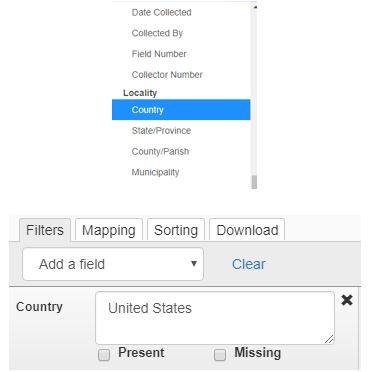 Date Collected
Collected By
Field Number
Collector Number
Locality
Country
State/Province
County/Parish
Municipality
Filters Mapping Sorting Download
Add a field Clear
Country United States
Present Missing